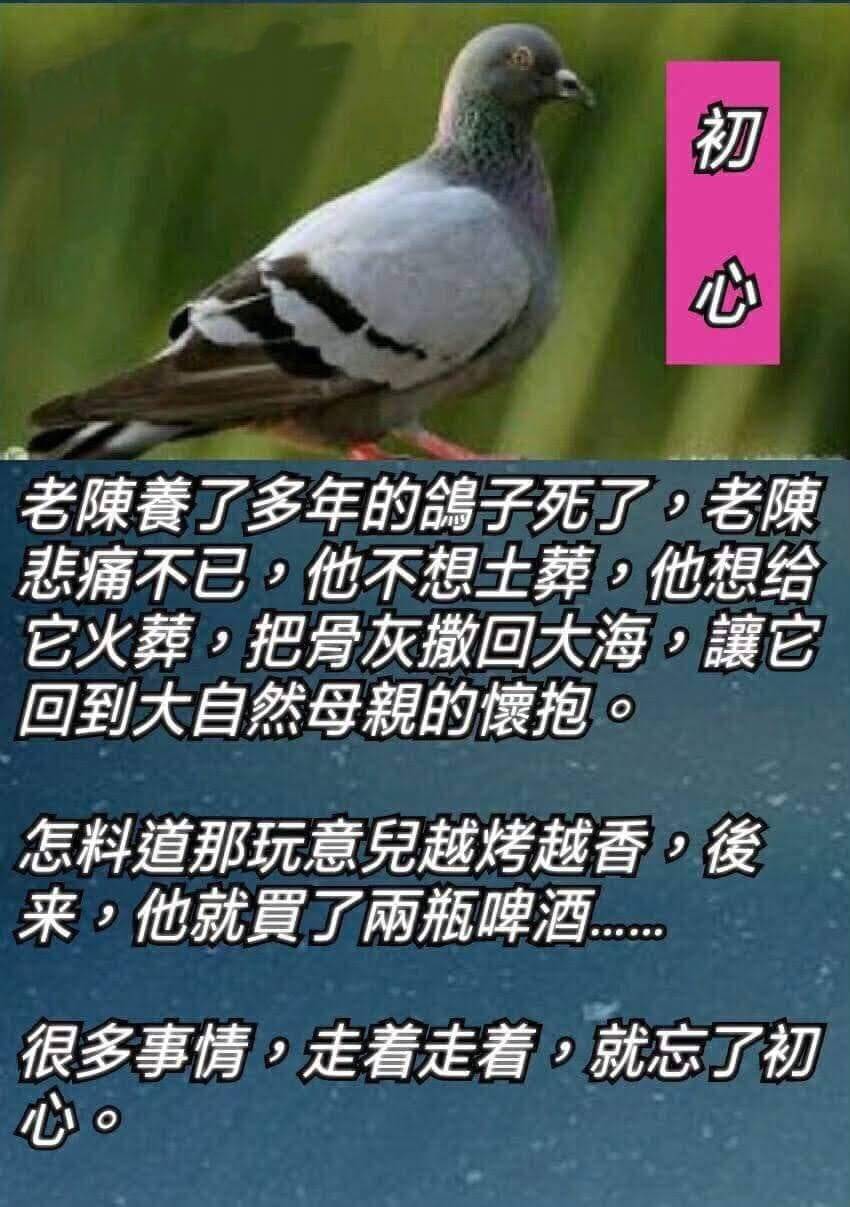 初
心
老陳養了多年的鴿子死了，老陳
悲痛不已，他不想土葬，他想给
它火葬，把骨灰撒回大海，讓它
回到大自然母親的懷抱。
怎料道那玩意兒越烤越香，後
来，他就買了兩瓶啤酒......
很多事情，走着走着，就忘了初
心。